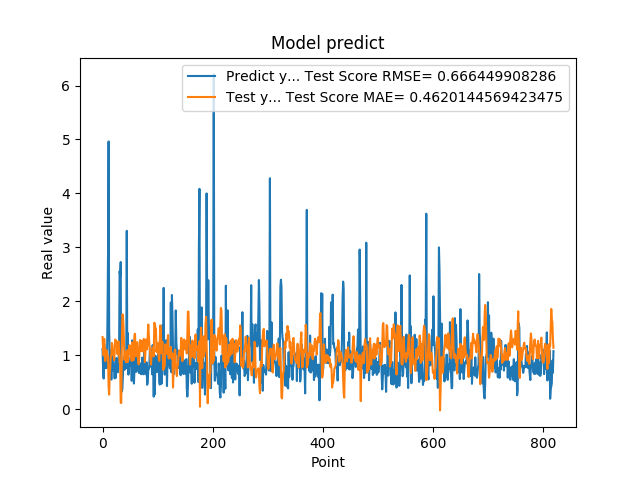 Model predict
Predict y... Test Score RMSE= 0.666449908286
Test y... Test Score MAE= 0.4620144569423475
6
5
4
3
2
1
0
Real value
0 200 400 600 800
Point